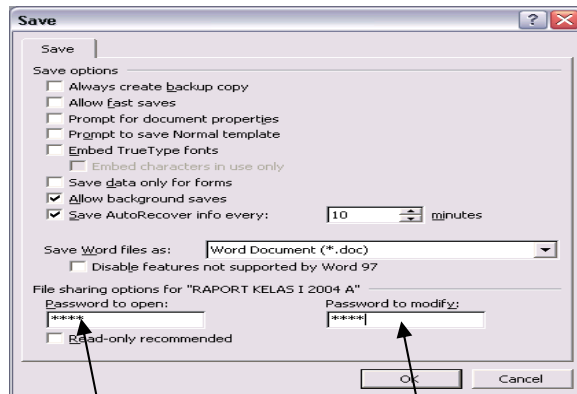 Save
Save
Save options
Always create backup copy
Allow fast saves
Prompt for document properties
Prompt to save Normal template
Embed TrueType fonts
Embed characters in use only
Save data only for forms
Allow background saves
Save AutoRecover info every: 10 minutes
Save Word files as: Word Document (*.doc)
Disable features not supported by Word 97
File sharing options for "RAPORT KELAS I 2004 A"
Password to open: Password to modify:
**** ****
Read-only recommended
OK Cancel